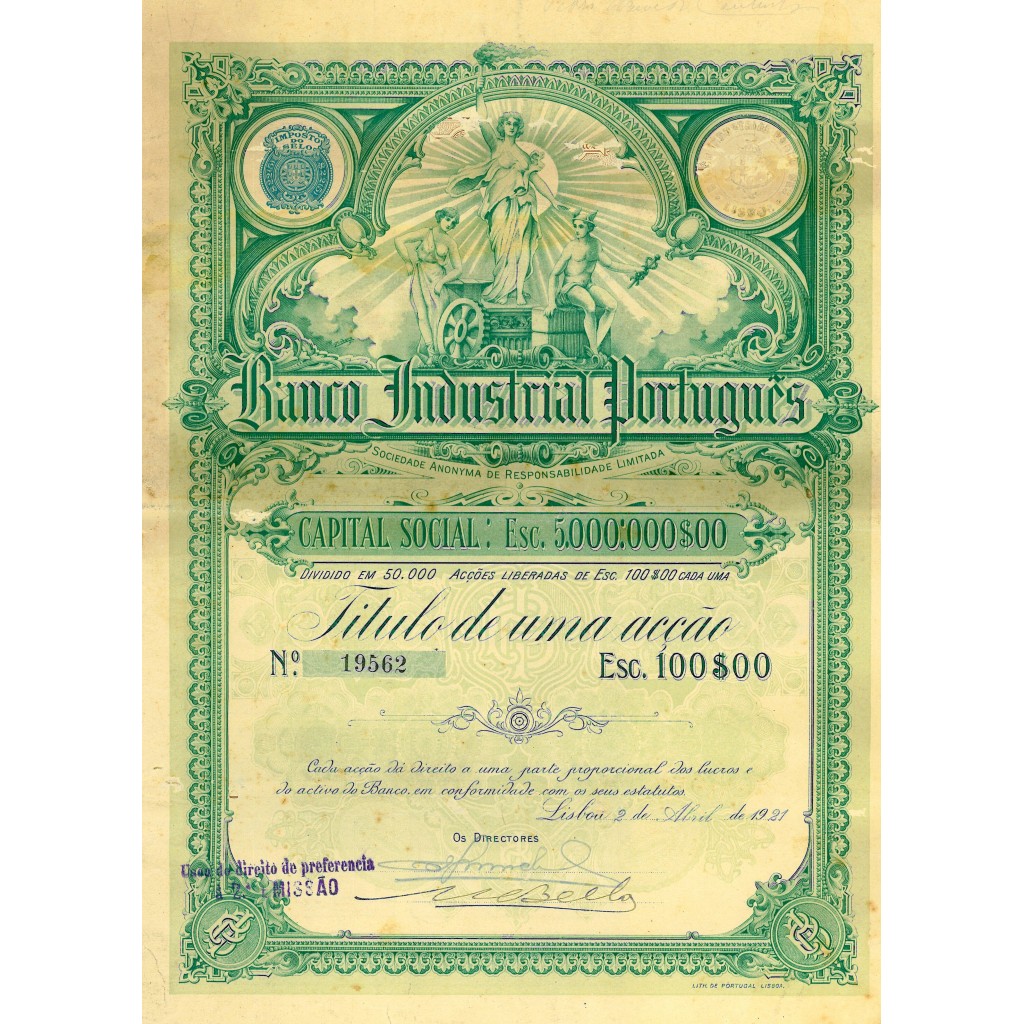 IMPOSTO
DO
SELO
Banco Industrial Português
SOCIEDADE ANONYMA DE RESPONSABILIDADE LIMITADA
CAPITAL SOCIAL: Esc. 5.000:000$00
DIVIDIDO EM 50.000 ACÇÕES LIBERADAS DE ESC. 100$00 CADA UMA
Titulo de uma acção
Nº. 19562 Esc. 100$00
Cada acção dá direito a uma parte proporcional dos lucros e
do activo do Banco, em conformidade com os seus estatutos.
Lisboa 2 de Abril de 1921
OS DIRECTORES
direito de preferencia
LITH. DE PORTUGAL - LISBOA.